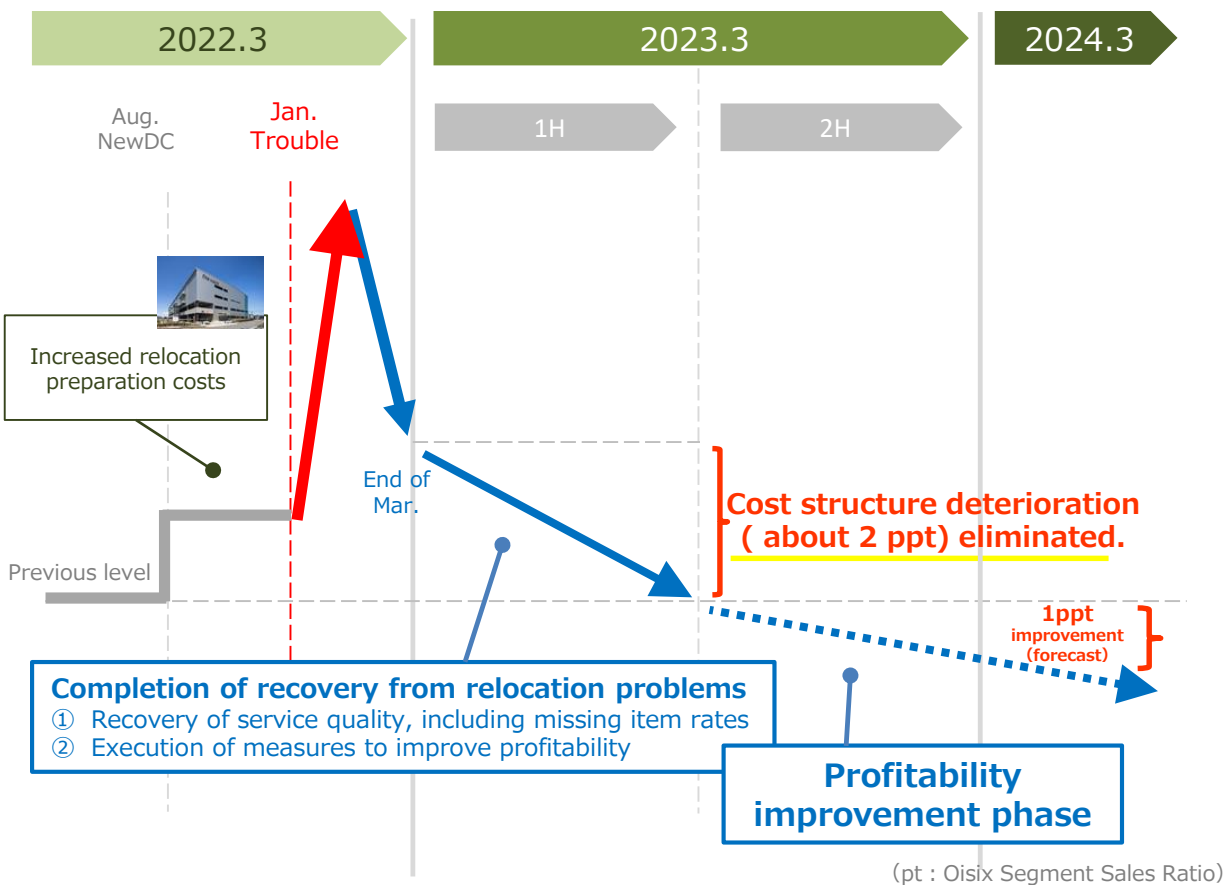 2022.3
2023.3
2024.3
Aug.
NewDC
Jan.
Trouble
1H
2H
Increased relocation
preparation costs
End of
Mar.
Previous level
Cost structure deterioration
( about 2 ppt) eliminated.
1ppt
improvement
(forecast)
Completion of recovery from relocation problems
① Recovery of service quality, including missing item rates
② Execution of measures to improve profitability
Profitability
improvement phase
(pt : Oisix Segment Sales Ratio)